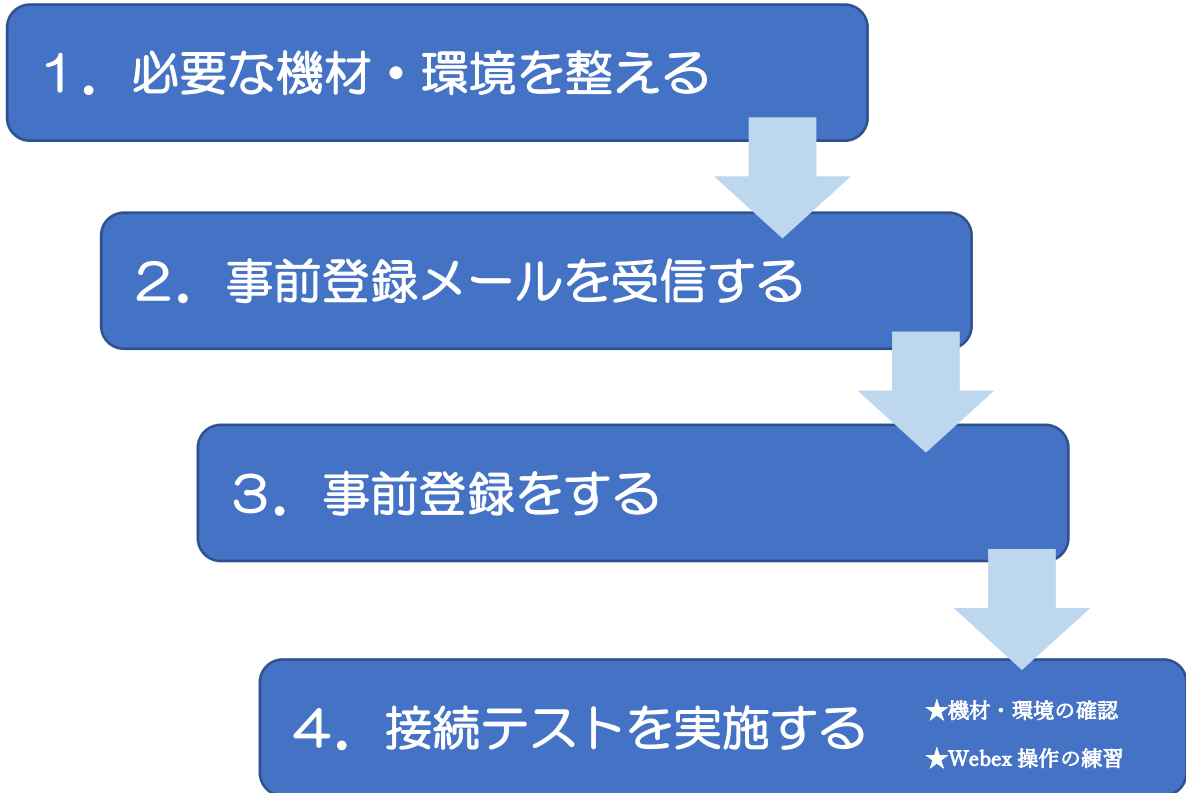 １．必要な機材・環境を整える
２．事前登録メールを受信する
３．事前登録をする
４．接続テストを実施する
★機材・環境の確認
★Webex 操作の練習